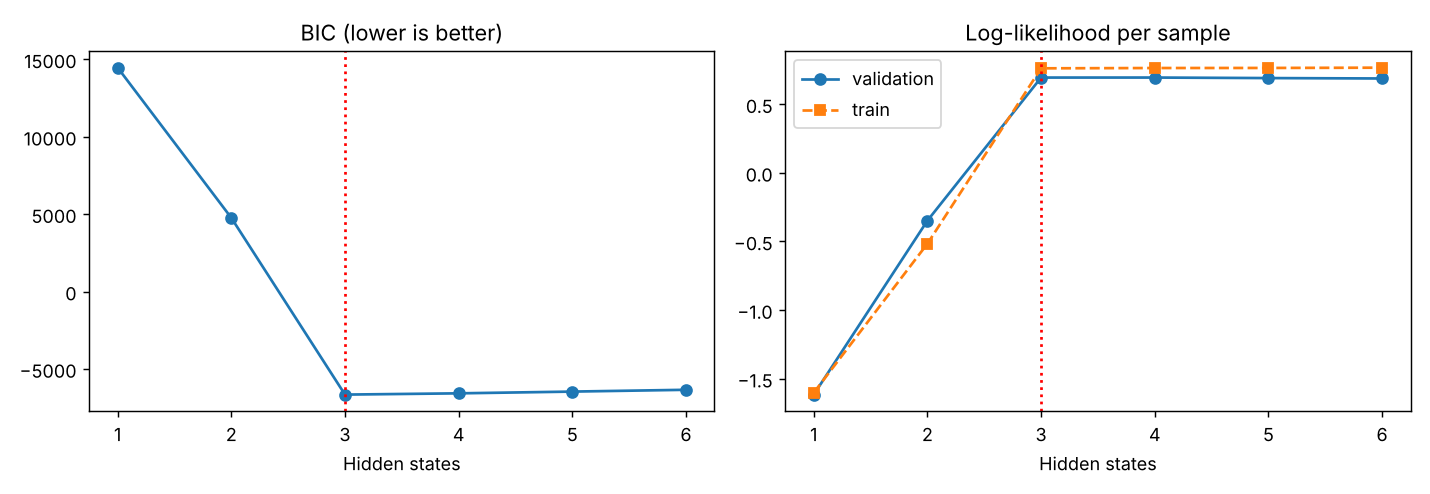 BIC (lower is better)
15000
10000
5000
0
−5000
1 2 3 4 5 6
Hidden states
Log-likelihood per sample
validation
train
0.5
0.0
−0.5
−1.0
−1.5
1 2 3 4 5 6
Hidden states